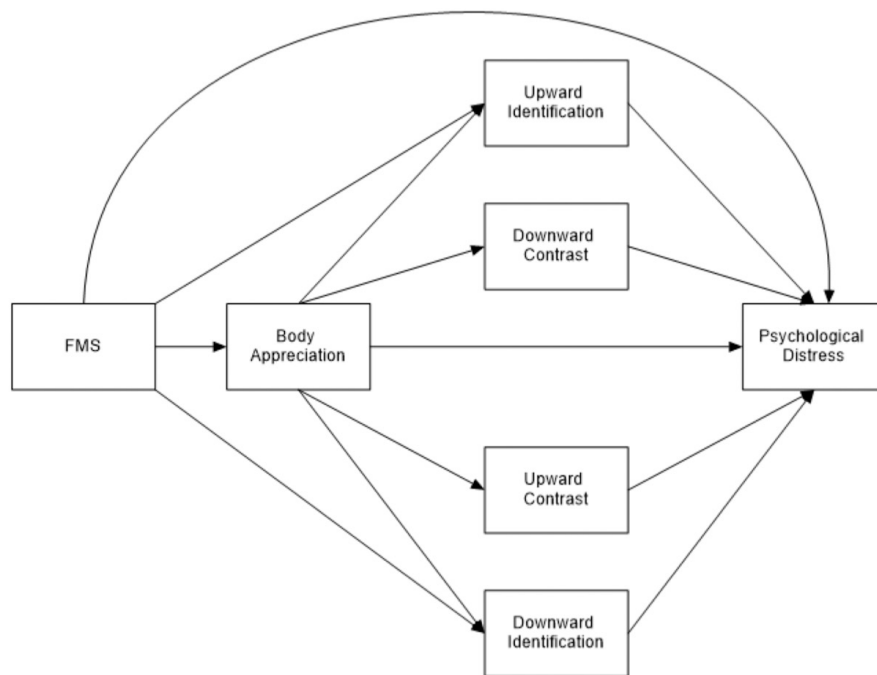 Upward
Identification
Downward
Contrast
FMS
Body
Appreciation
Psychological
Distress
Upward
Contrast
Downward
Identification